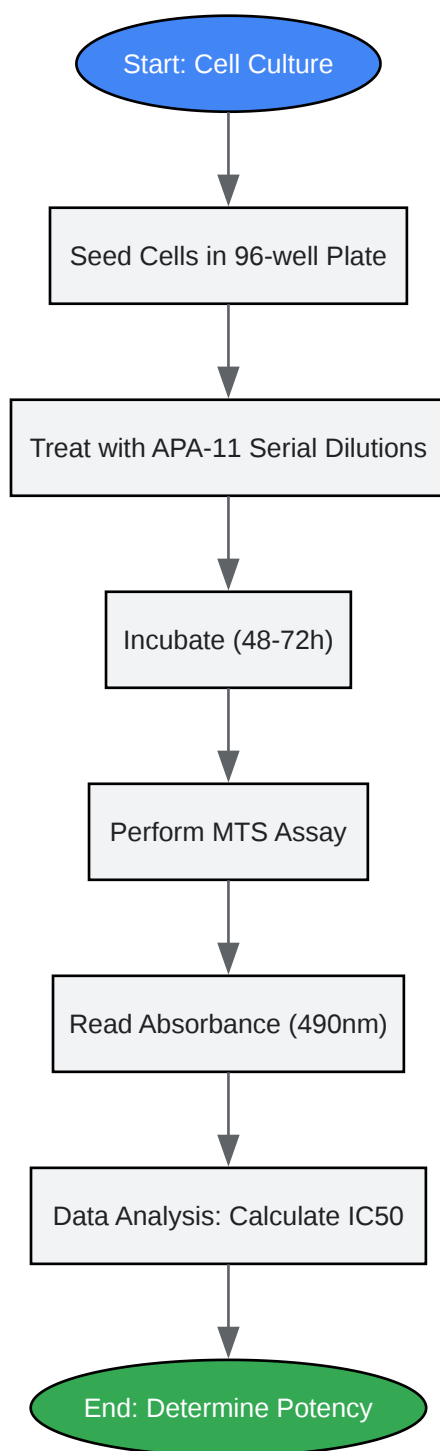 Start: Cell Culture
Seed Cells in 96-well Plate
Treat with APA-11 Serial Dilutions
Incubate (48-72h)
Perform MTS Assay
Read Absorbance (490nm)
Data Analysis: Calculate IC50
End: Determine Potency